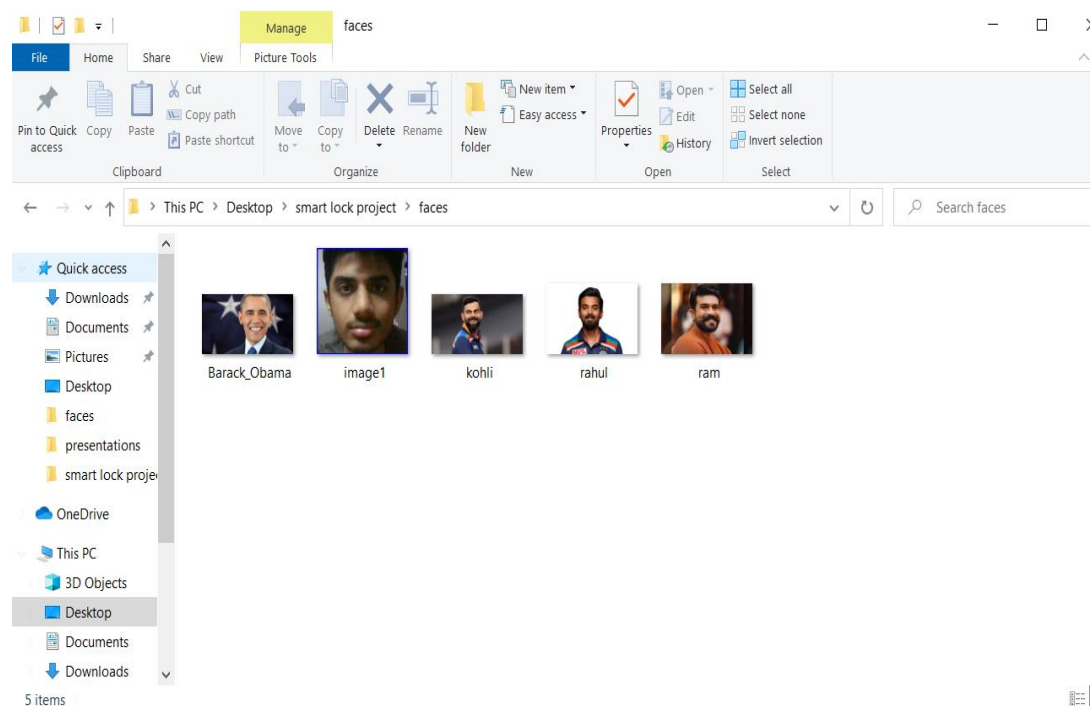 Manage
faces
File
Home
Share
View
Picture Tools
Pin to Quick access
Copy
Paste
Cut
Copy path
Paste shortcut
Clipboard
Move to
Copy to
Delete
Rename
Organize
New folder
New item
Easy access
New
Properties
Open
Edit
History
Open
Select all
Select none
Invert selection
Select
This PC > Desktop > smart lock project > faces
Search faces
Quick access
Downloads
Documents
Pictures
Desktop
faces
presentations
smart lock proje
OneDrive
This PC
3D Objects
Desktop
Documents
Downloads
Barack_Obama
image1
kohli
rahul
ram
5 items